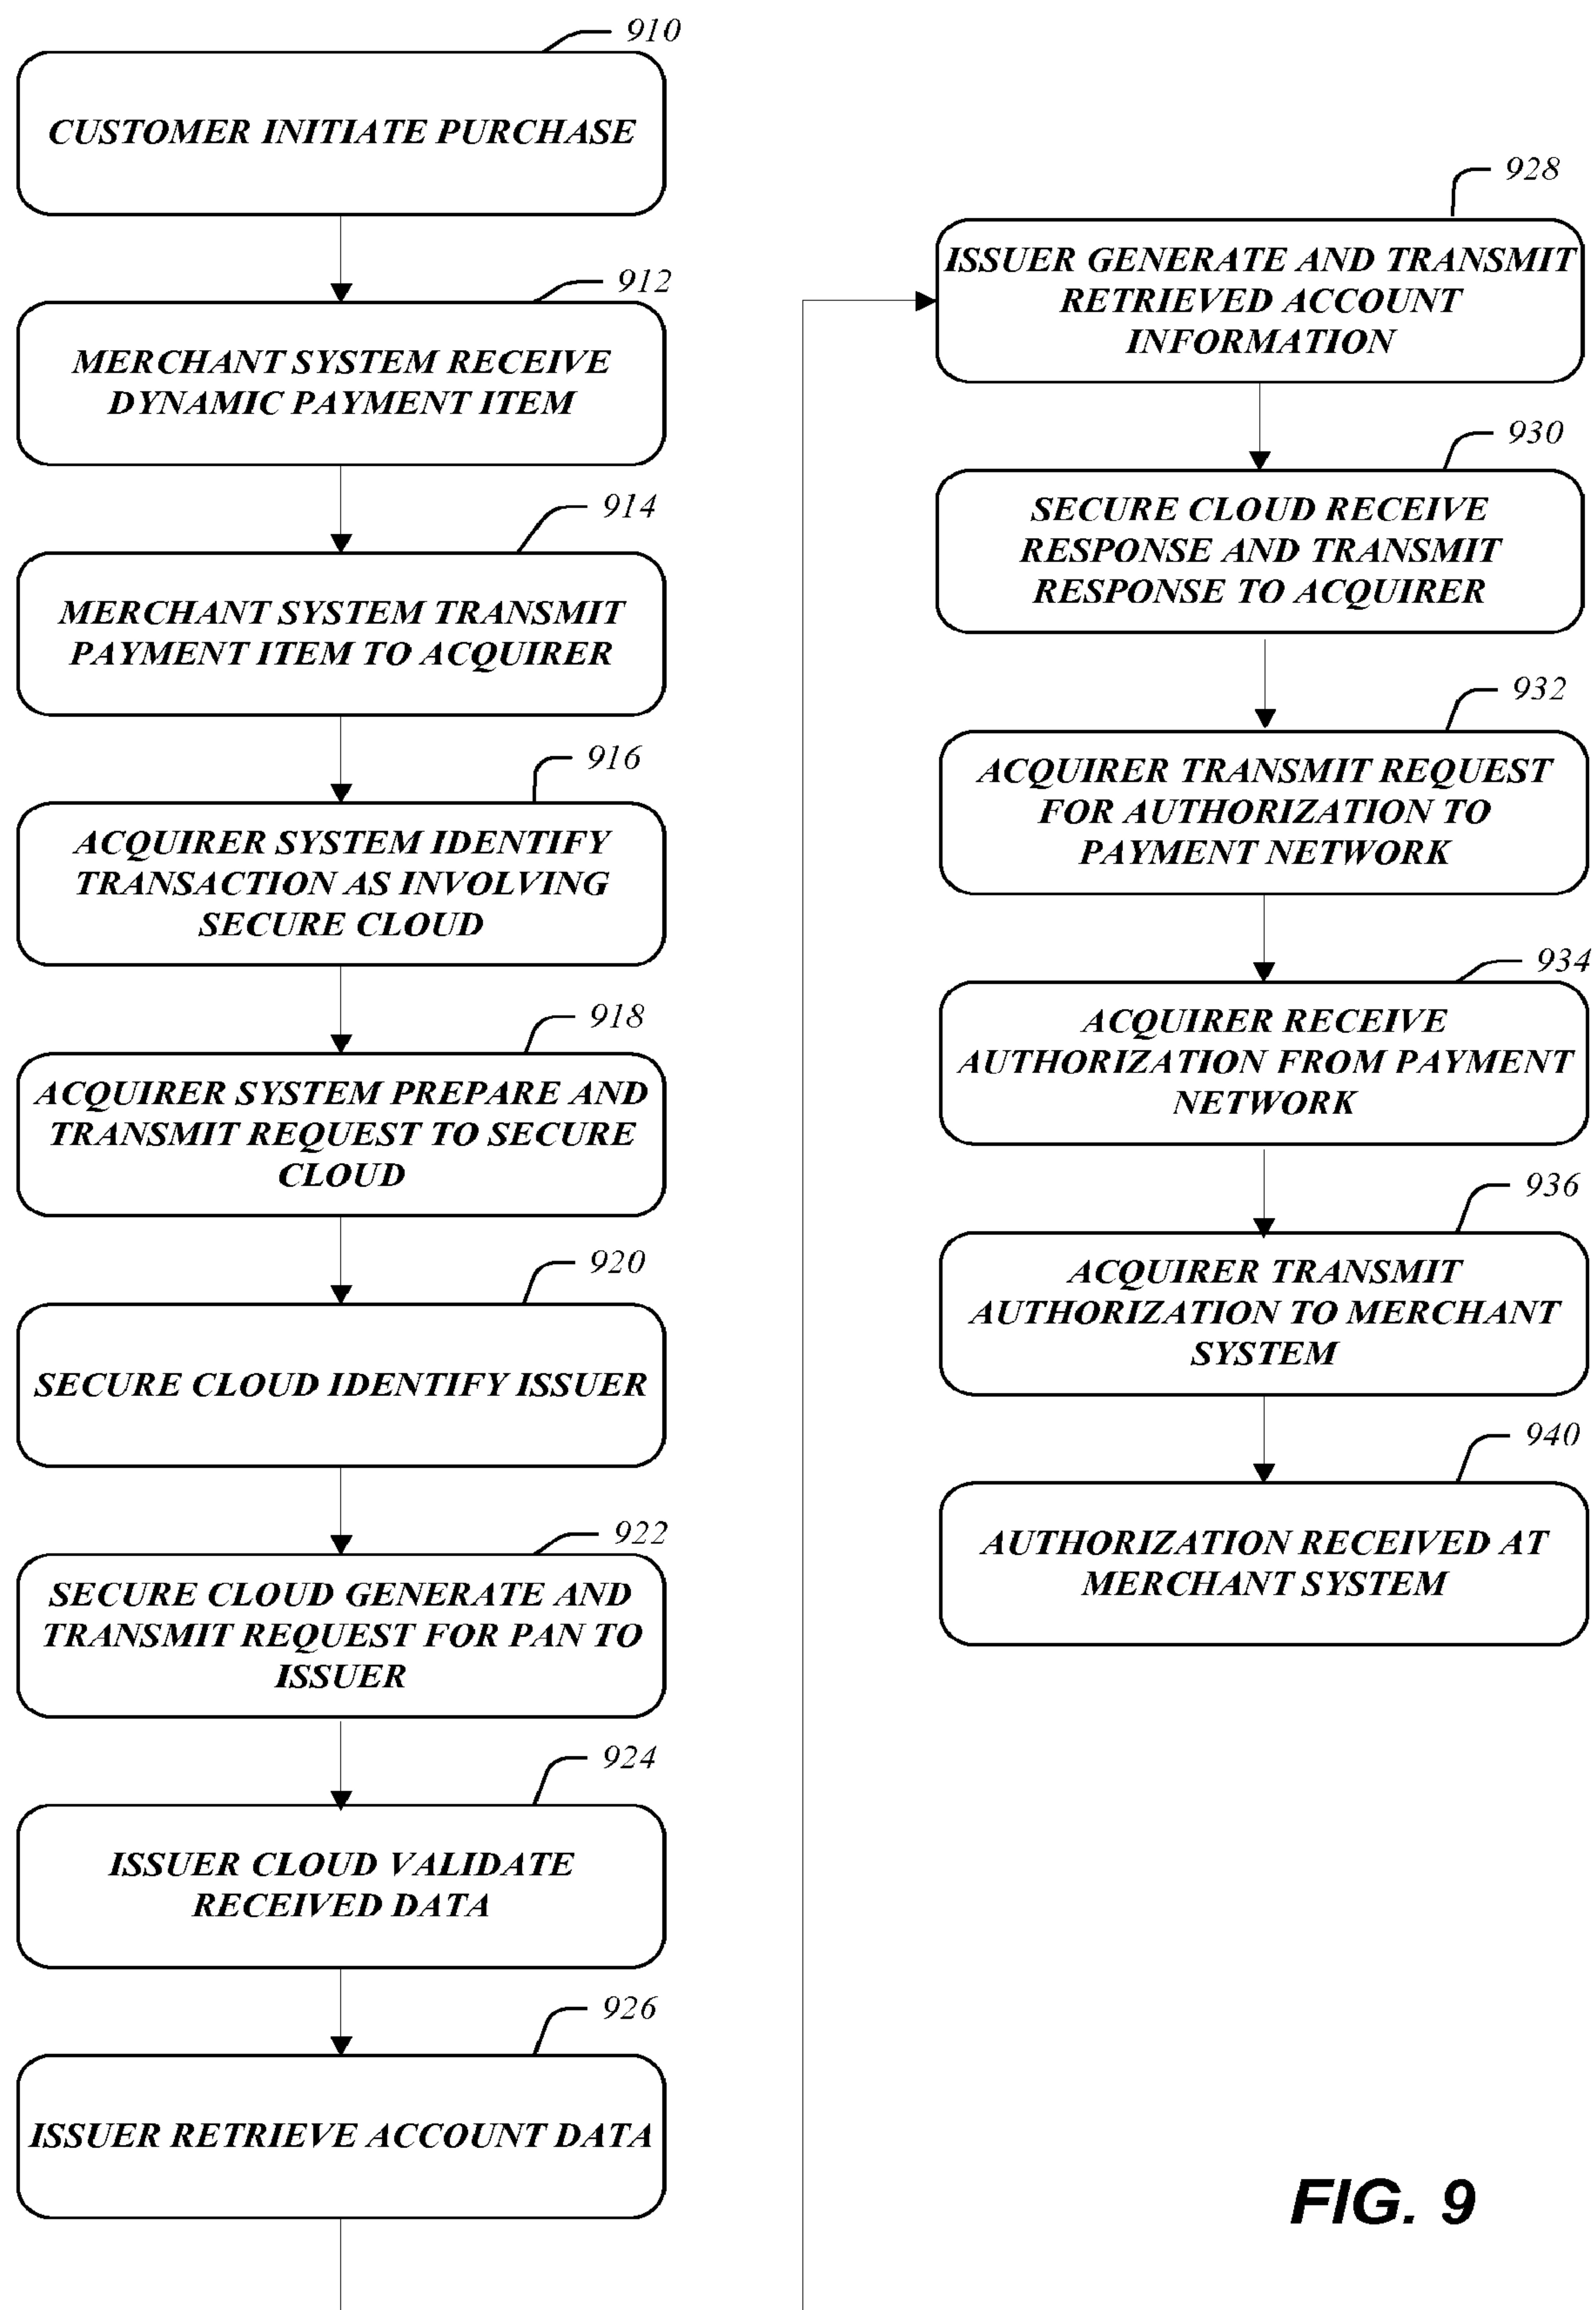 910
CUSTOMER INITIATE PURCHASE
912
MERCHANT SYSTEM RECEIVE
DYNAMIC PAYMENT ITEM
914
MERCHANT SYSTEM TRANSMIT
PAYMENT ITEM TO ACQUIRER
916
ACQUIRER SYSTEM IDENTIFY
TRANSACTION AS INVOLVING
SECURE CLOUD
918
ACQUIRER SYSTEM PREPARE AND
TRANSMIT REQUEST TO SECURE
CLOUD
920
SECURE CLOUD IDENTIFY ISSUER
922
SECURE CLOUD GENERATE AND
TRANSMIT REQUEST FOR PAN TO
ISSUER
924
ISSUER CLOUD VALIDATE
RECEIVED DATA
926
ISSUER RETRIEVE ACCOUNT DATA
928
ISSUER GENERATE AND TRANSMIT
RETRIEVED ACCOUNT
INFORMATION
930
SECURE CLOUD RECEIVE
RESPONSE AND TRANSMIT
RESPONSE TO ACQUIRER
932
ACQUIRER TRANSMIT REQUEST
FOR AUTHORIZATION TO
PAYMENT NETWORK
934
ACQUIRER RECEIVE
AUTHORIZATION FROM PAYMENT
NETWORK
936
ACQUIRER TRANSMIT
AUTHORIZATION TO MERCHANT
SYSTEM
940
AUTHORIZATION RECEIVED AT
MERCHANT SYSTEM
FIG. 9